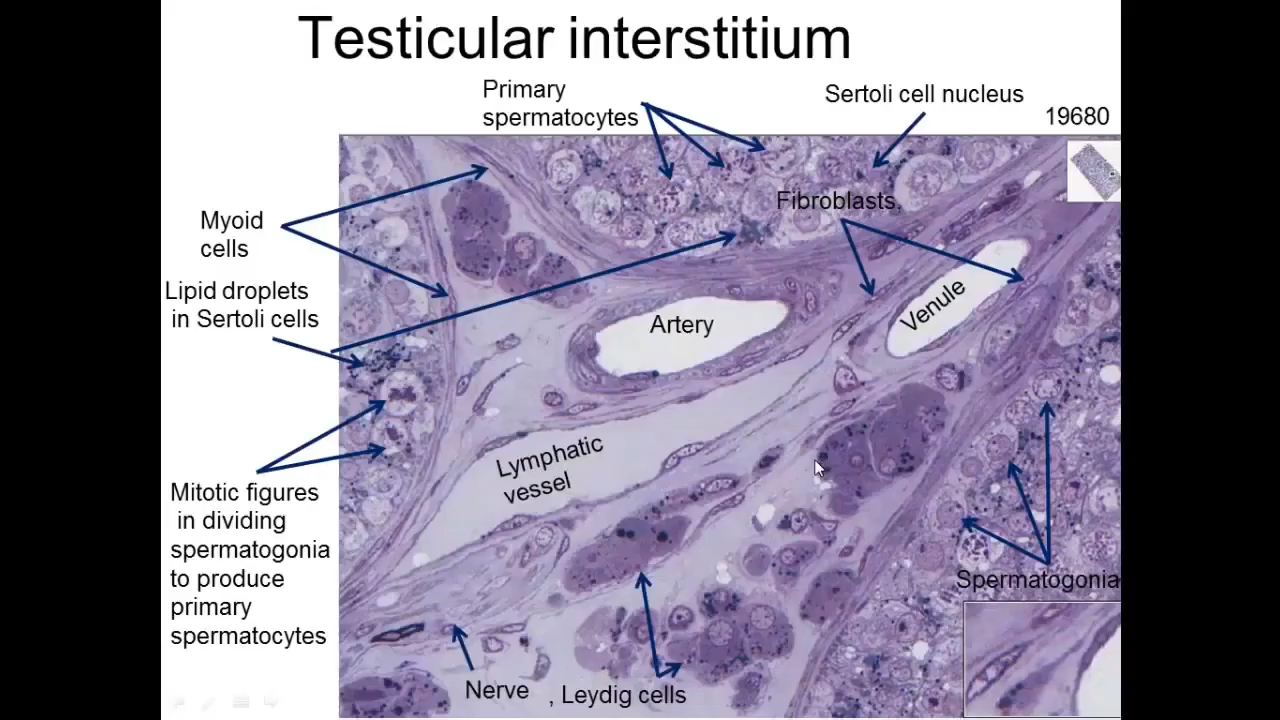 Testicular interstitium
Primary
spermatocytes
Sertoli cell nucleus
19680
Fibroblasts.
Myoid
cells
Lipid droplets
in Sertoli cells
Artery
Venule
Lymphatic
vessel
Mitotic figures
in dividing
spermatogonia
to produce
primary
spermatocytes
Spermatogonia
Nerve
, Leydig cells